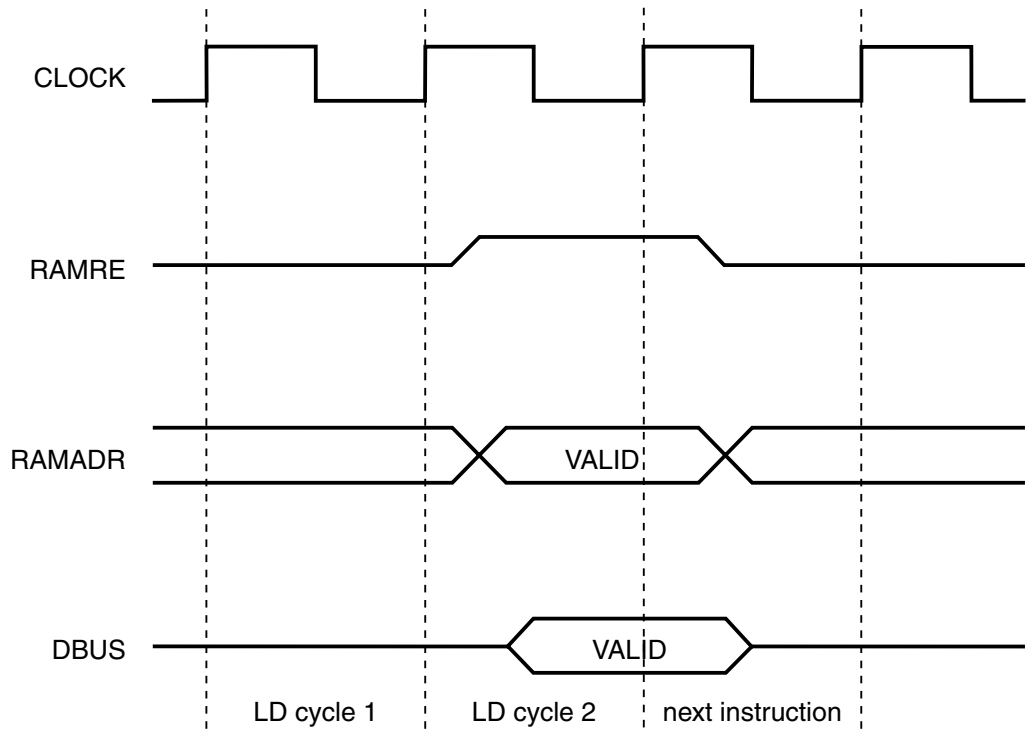 CLOCK
RAMRE
RAMADR VALID
DBUS VALID
LD cycle 1 LD cycle 2 next instruction